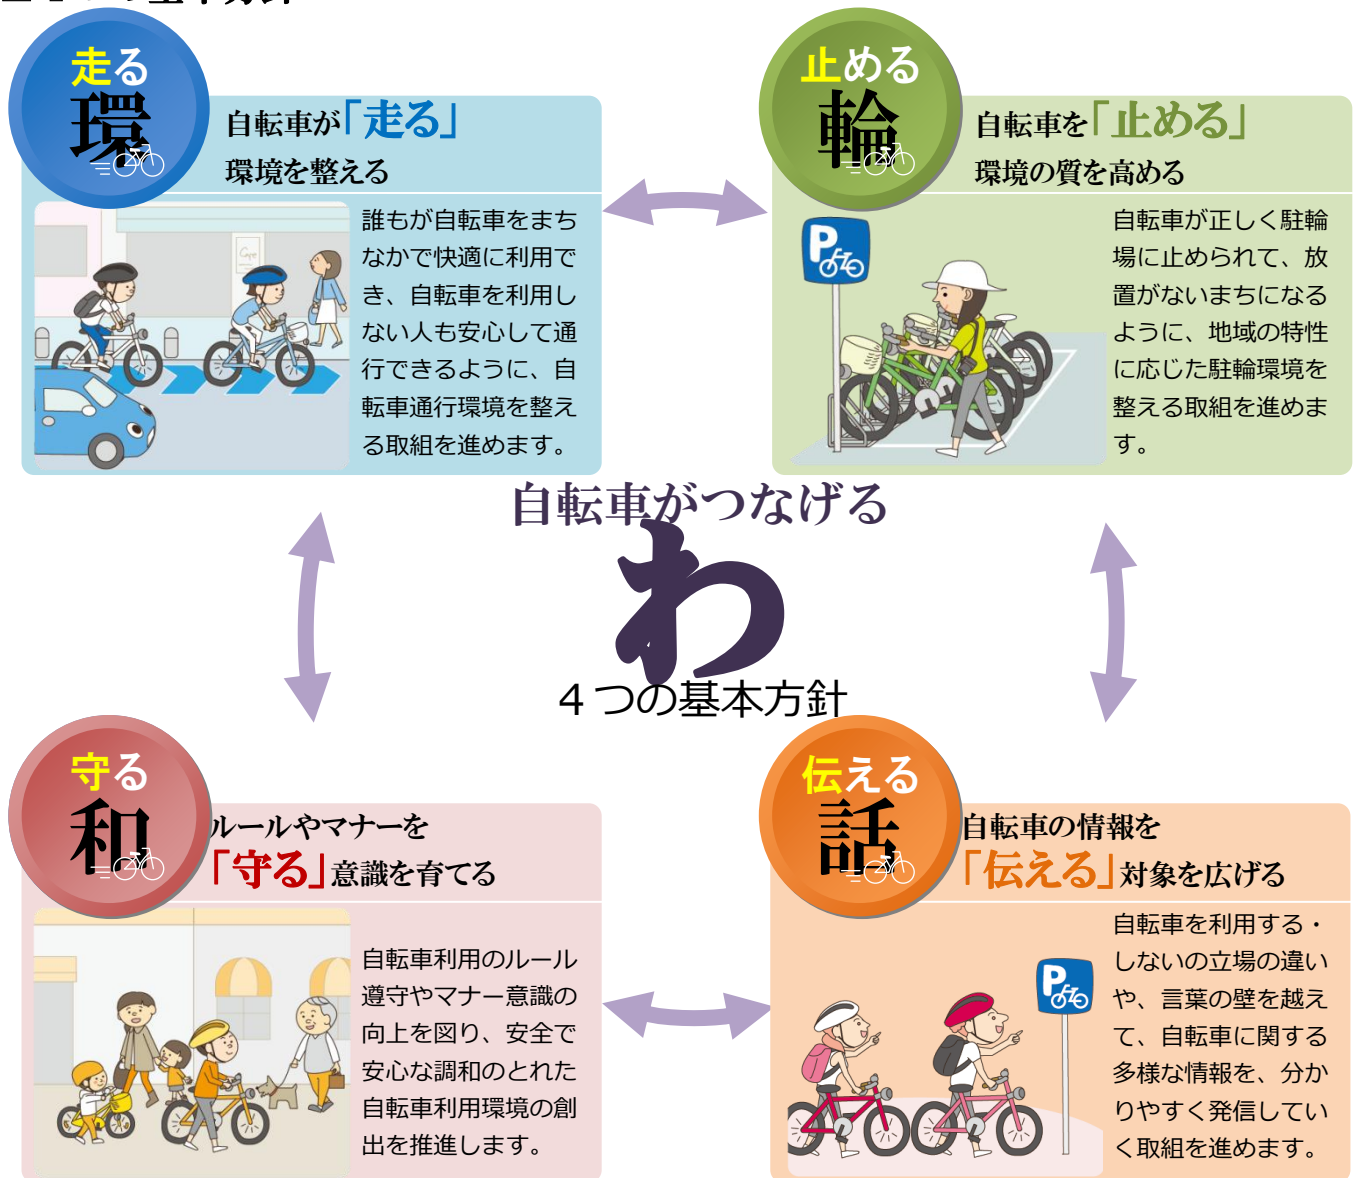 走る
環
自転車が「走る」
環境を整える
誰もが自転車をまち
なかで快適に利用で
き、自転車を利用し
ない人も安心して通
行できるように、自
転車通行環境を整え
る取組を進めます。
止める
輪
自転車を「止める」
環境の質を高める
P
自転車が正しく駐輪
場に止められて、放
置がないまちになる
ように、地域の特性
に応じた駐輪環境を
整える取組を進めま
す。
自転車がつなげる
わ
４つの基本方針
守る
和
ルールやマナーを
「守る」意識を育てる
自転車利用のルール
遵守やマナー意識の
向上を図り、安全で
安心な調和のとれた
自転車利用環境の創
出を推進します。
伝える
話
自転車の情報を
「伝える」対象を広げる
P
自転車を利用する・
しないの立場の違い
や、言葉の壁を越え
て、自転車に関する
多様な情報を、分か
りやすく発信してい
く取組を進めます。